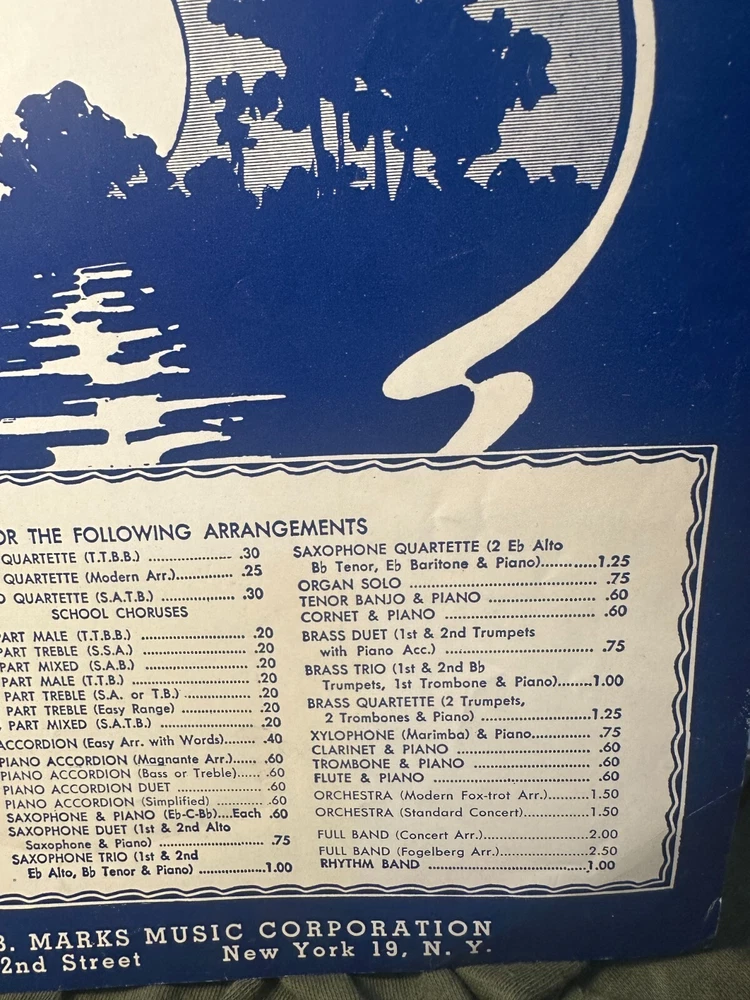 OR THE FOLLOWING ARRANGEMENTS
QUARTETTE (T.T.B.B.) .................... .30
QUARTETTE (Modern Arr.)............. .25
QUARTETTE (S.A.T.B.) ................. .30
SCHOOL CHORUSES
PART MALE (T.T.B.B.) ........................ .20
PART TREBLE (S.S.A.) ........................ .20
PART MIXED (S.A.B.) ........................ .20
PART MALE (T.T.B.) ........................ .20
PART TREBLE (S.A. or T.B.) ................. .20
PART TREBLE (Easy Range) ................. .20
PART MIXED (S.A.T.B.) ..................... .20
ACCORDION (Easy Arr. with Words)....... .40
PIANO ACCORDION (Magnante Arr.)..... .60
PIANO ACCORDION (Bass or Treble)..... .60
PIANO ACCORDION DUET .................... .60
PIANO ACCORDION (Simplified) ........... .60
SAXOPHONE & PIANO (E♭-C-B♭)....Each .60
SAXOPHONE DUET (1st & 2nd Alto
Saxophone & Piano) ........................ .75
SAXOPHONE TRIO (1st & 2nd
E♭ Alto, B♭ Tenor & Piano) ..................1.00
SAXOPHONE QUARTETTE (2 E♭ Alto
B♭ Tenor, E♭ Baritone & Piano)............1.25
ORGAN SOLO ........................................ .75
TENOR BANJO & PIANO ........................ .60
CORNET & PIANO ................................ .60
BRASS DUET (1st & 2nd Trumpets
with Piano Acc.) ................................ .75
BRASS TRIO (1st & 2nd B♭
Trumpets, 1st Trombone & Piano)........1.00
BRASS QUARTETTE (2 Trumpets,
2 Trombones & Piano) ........................1.25
XYLOPHONE (Marimba) & Piano............. .75
CLARINET & PIANO ............................. .60
TROMBONE & PIANO ........................... .60
FLUTE & PIANO .................................. .60
ORCHESTRA (Modern Fox-trot Arr.).........1.50
ORCHESTRA (Standard Concert)..............1.50
FULL BAND (Concert Arr.)......................2.00
FULL BAND (Fogelberg Arr.)...................2.50
RHYTHM BAND ....................................1.00
B. MARKS MUSIC CORPORATION
2nd Street New York 19, N. Y.